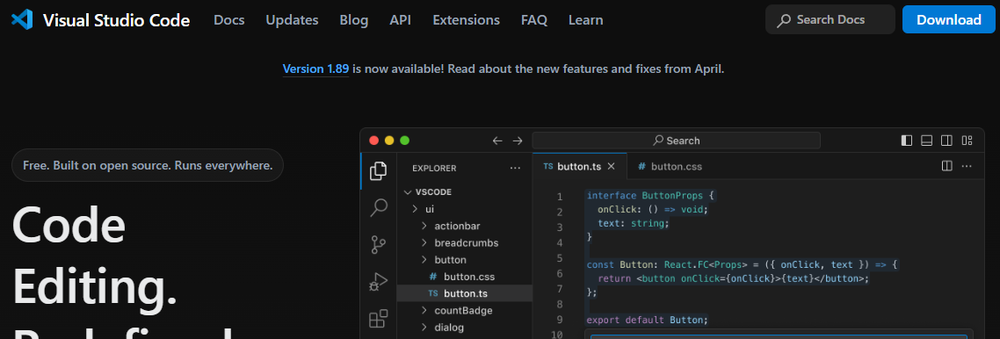 Visual Studio Code Docs Updates Blog API Extensions FAQ Learn Search Docs Download
Version 1.89 is now available! Read about the new features and fixes from April.
Free. Built on open source. Runs everywhere.
Code
Editing.
Redefined
Search
EXPLORER
VSCODE
ui
actionbar
breadcrumbs
button
# button.css
TS button.ts
countBadge
dialog
TS button.ts
# button.css
1 interface ButtonProps {
2 onClick: () => void;
3 text: string;
4 }
5
6 const Button: React.FC<Props> = ({ onClick, text }) => {
7 return <button onClick={onClick}>{text}</button>;
8 };
9 export default Button;
10